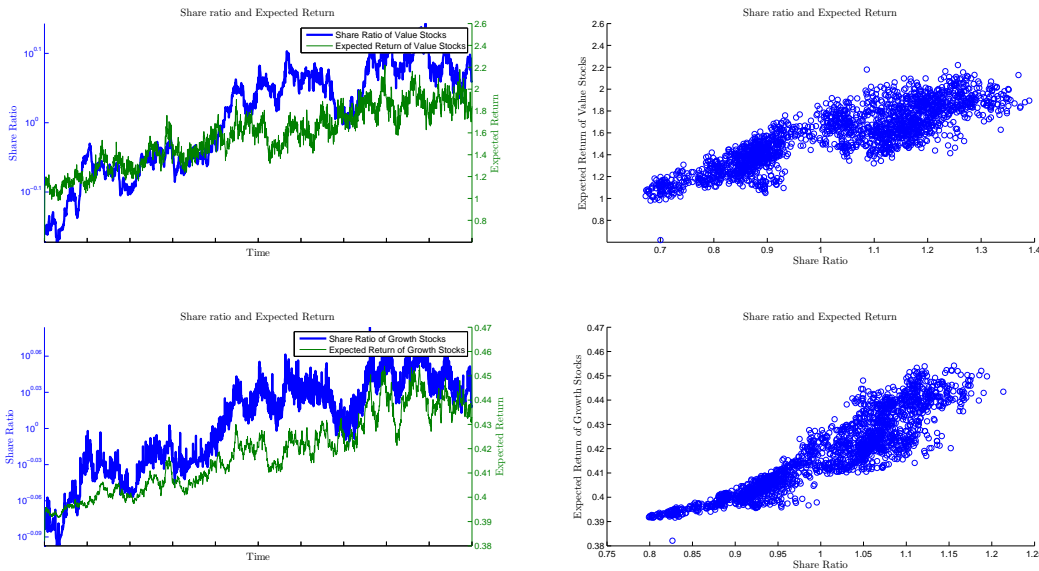 Share ratio and Expected Return
Share Ratio of Value Stocks
Expected Return of Value Stocks
10^0.1
10^0
10^-0.1
Share Ratio
2.6
2.4
2.2
2
1.8
1.6
1.4
1.2
1
0.8
0.6
Expected Return
Time
Share ratio and Expected Return
2.6
2.4
2.2
2
1.8
1.6
1.4
1.2
1
0.8
Expected Return of Value Stocks
0.7 0.8 0.9 1 1.1 1.2 1.3 1.4
Share Ratio
Share ratio and Expected Return
Share Ratio of Growth Stocks
Expected Return of Growth Stocks
10^0.06
10^0.03
10^0
10^-0.03
10^-0.06
10^-0.09
Share Ratio
0.47
0.46
0.45
0.44
0.43
0.42
0.41
0.4
0.39
0.38
Expected Return
Time
Share ratio and Expected Return
0.47
0.46
0.45
0.44
0.43
0.42
0.41
0.4
0.39
0.38
Expected Return of Growth Stocks
0.75 0.8 0.85 0.9 0.95 1 1.05 1.1 1.15 1.2 1.25
Share Ratio